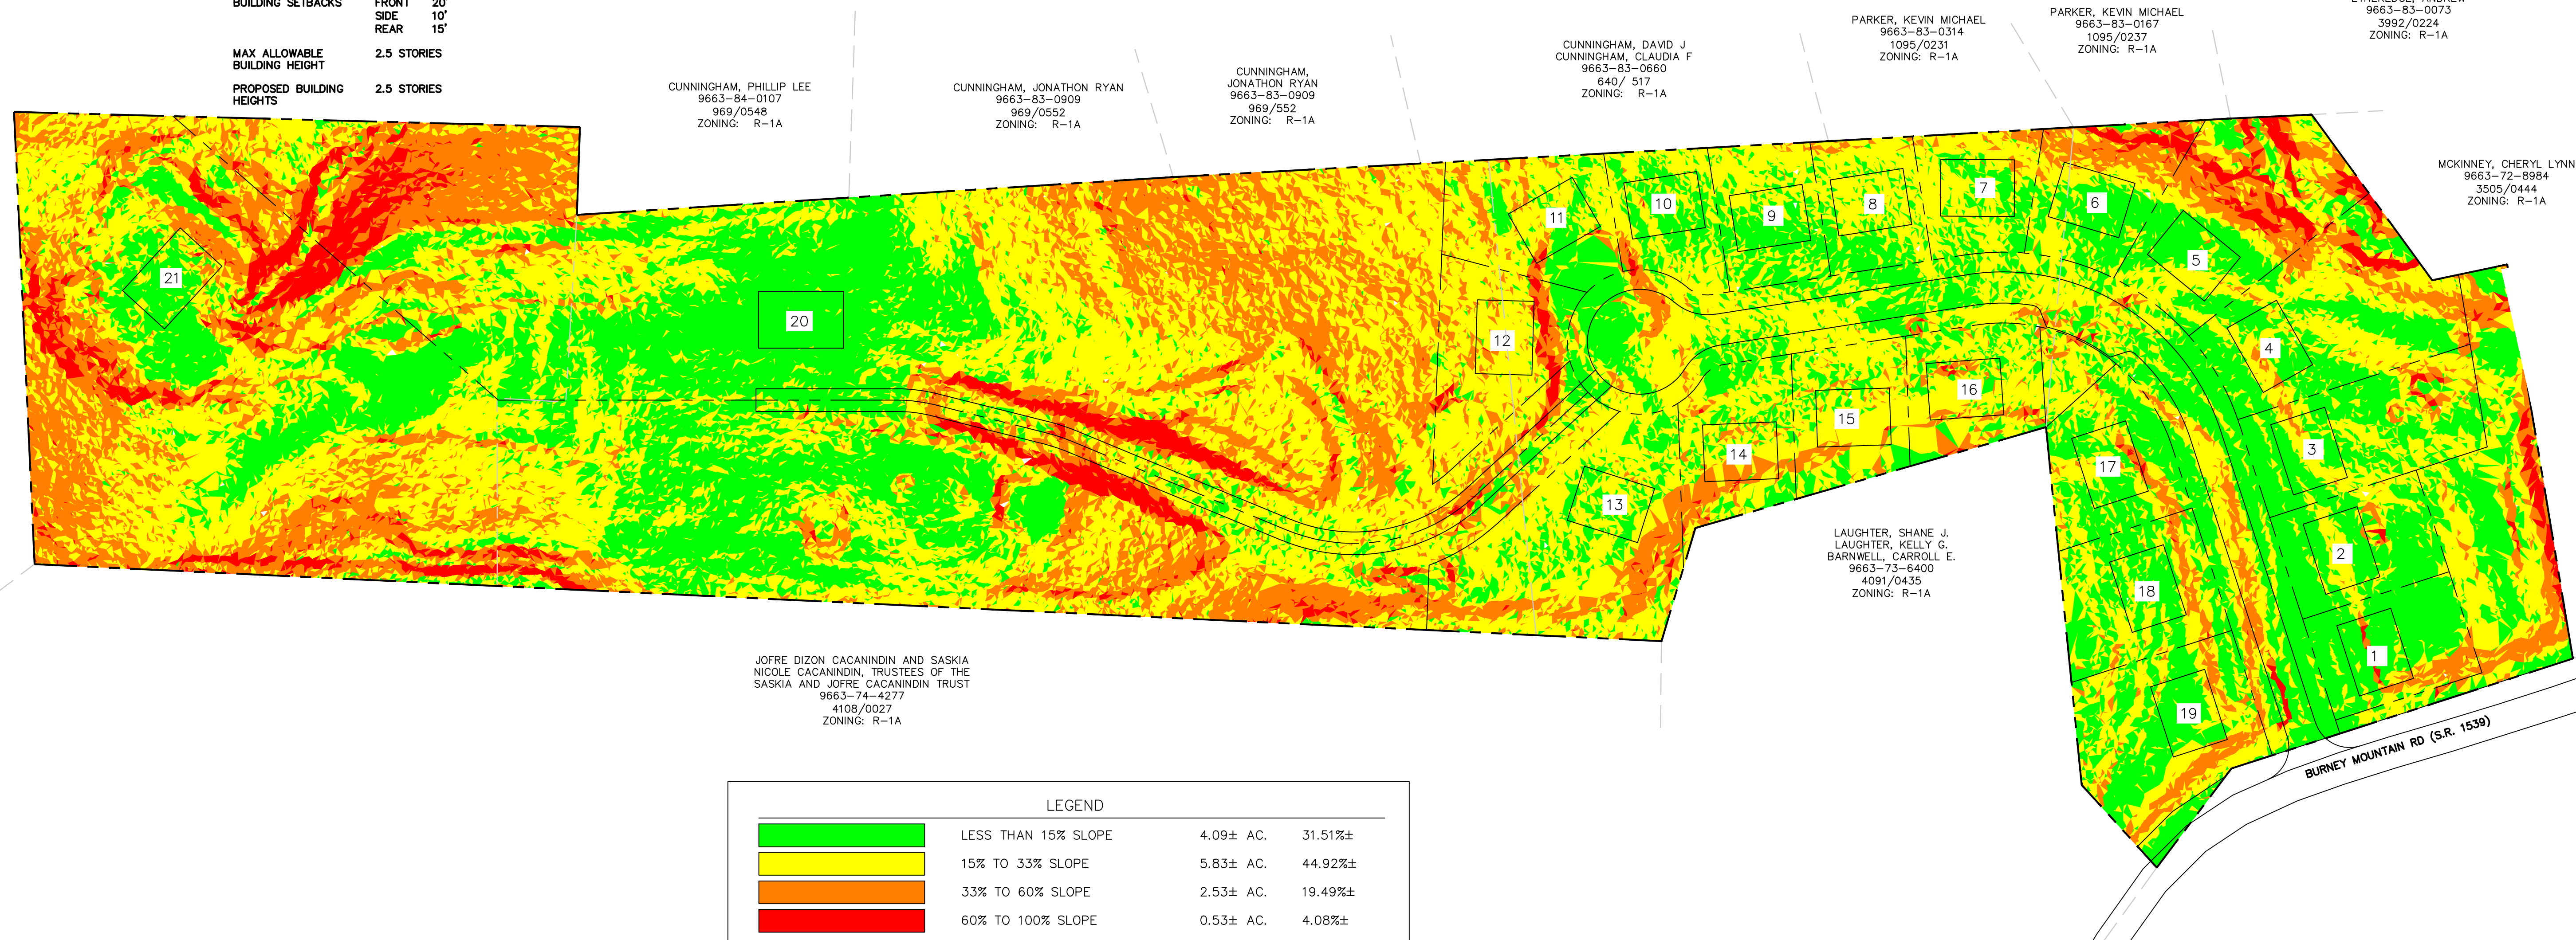 BUILDING SETBACKS FRONT 20'
SIDE 10'
REAR 15'
MAX ALLOWABLE 2.5 STORIES
BUILDING HEIGHT
PROPOSED BUILDING 2.5 STORIES
HEIGHTS
CUNNINGHAM, PHILLIP LEE
9663-84-0107
969/0548
ZONING: R-1A
CUNNINGHAM, JONATHON RYAN
9663-83-0909
969/0552
ZONING: R-1A
CUNNINGHAM,
JONATHON RYAN
9663-83-0909
969/552
ZONING: R-1A
CUNNINGHAM, DAVID J
CUNNINGHAM, CLAUDIA F
9663-83-0660
640/ 517
ZONING: R-1A
PARKER, KEVIN MICHAEL
9663-83-0314
1095/0231
ZONING: R-1A
PARKER, KEVIN MICHAEL
9663-83-0167
1095/0237
ZONING: R-1A
ETHEREDGE, ANDREW
9663-83-0073
3992/0224
ZONING: R-1A
MCKINNEY, CHERYL LYNN
9663-72-8984
3505/0444
ZONING: R-1A
21
20
11
10
9
8
7
6
5
12
4
16
15
14
3
13
17
2
18
1
19
LAUGHTER, SHANE J.
LAUGHTER, KELLY G.
BARNWELL, CARROLL E.
9663-73-6400
4091/0435
ZONING: R-1A
JOFRE DIZON CACANINDIN AND SASKIA
NICOLE CACANINDIN, TRUSTEES OF THE
SASKIA AND JOFRE CACANINDIN TRUST
9663-74-4277
4108/0027
ZONING: R-1A
BURNEY MOUNTAIN RD (S.R. 1539)
LEGEND
LESS THAN 15% SLOPE 4.09± AC. 31.51%±
15% TO 33% SLOPE 5.83± AC. 44.92%±
33% TO 60% SLOPE 2.53± AC. 19.49%±
60% TO 100% SLOPE 0.53± AC. 4.08%±